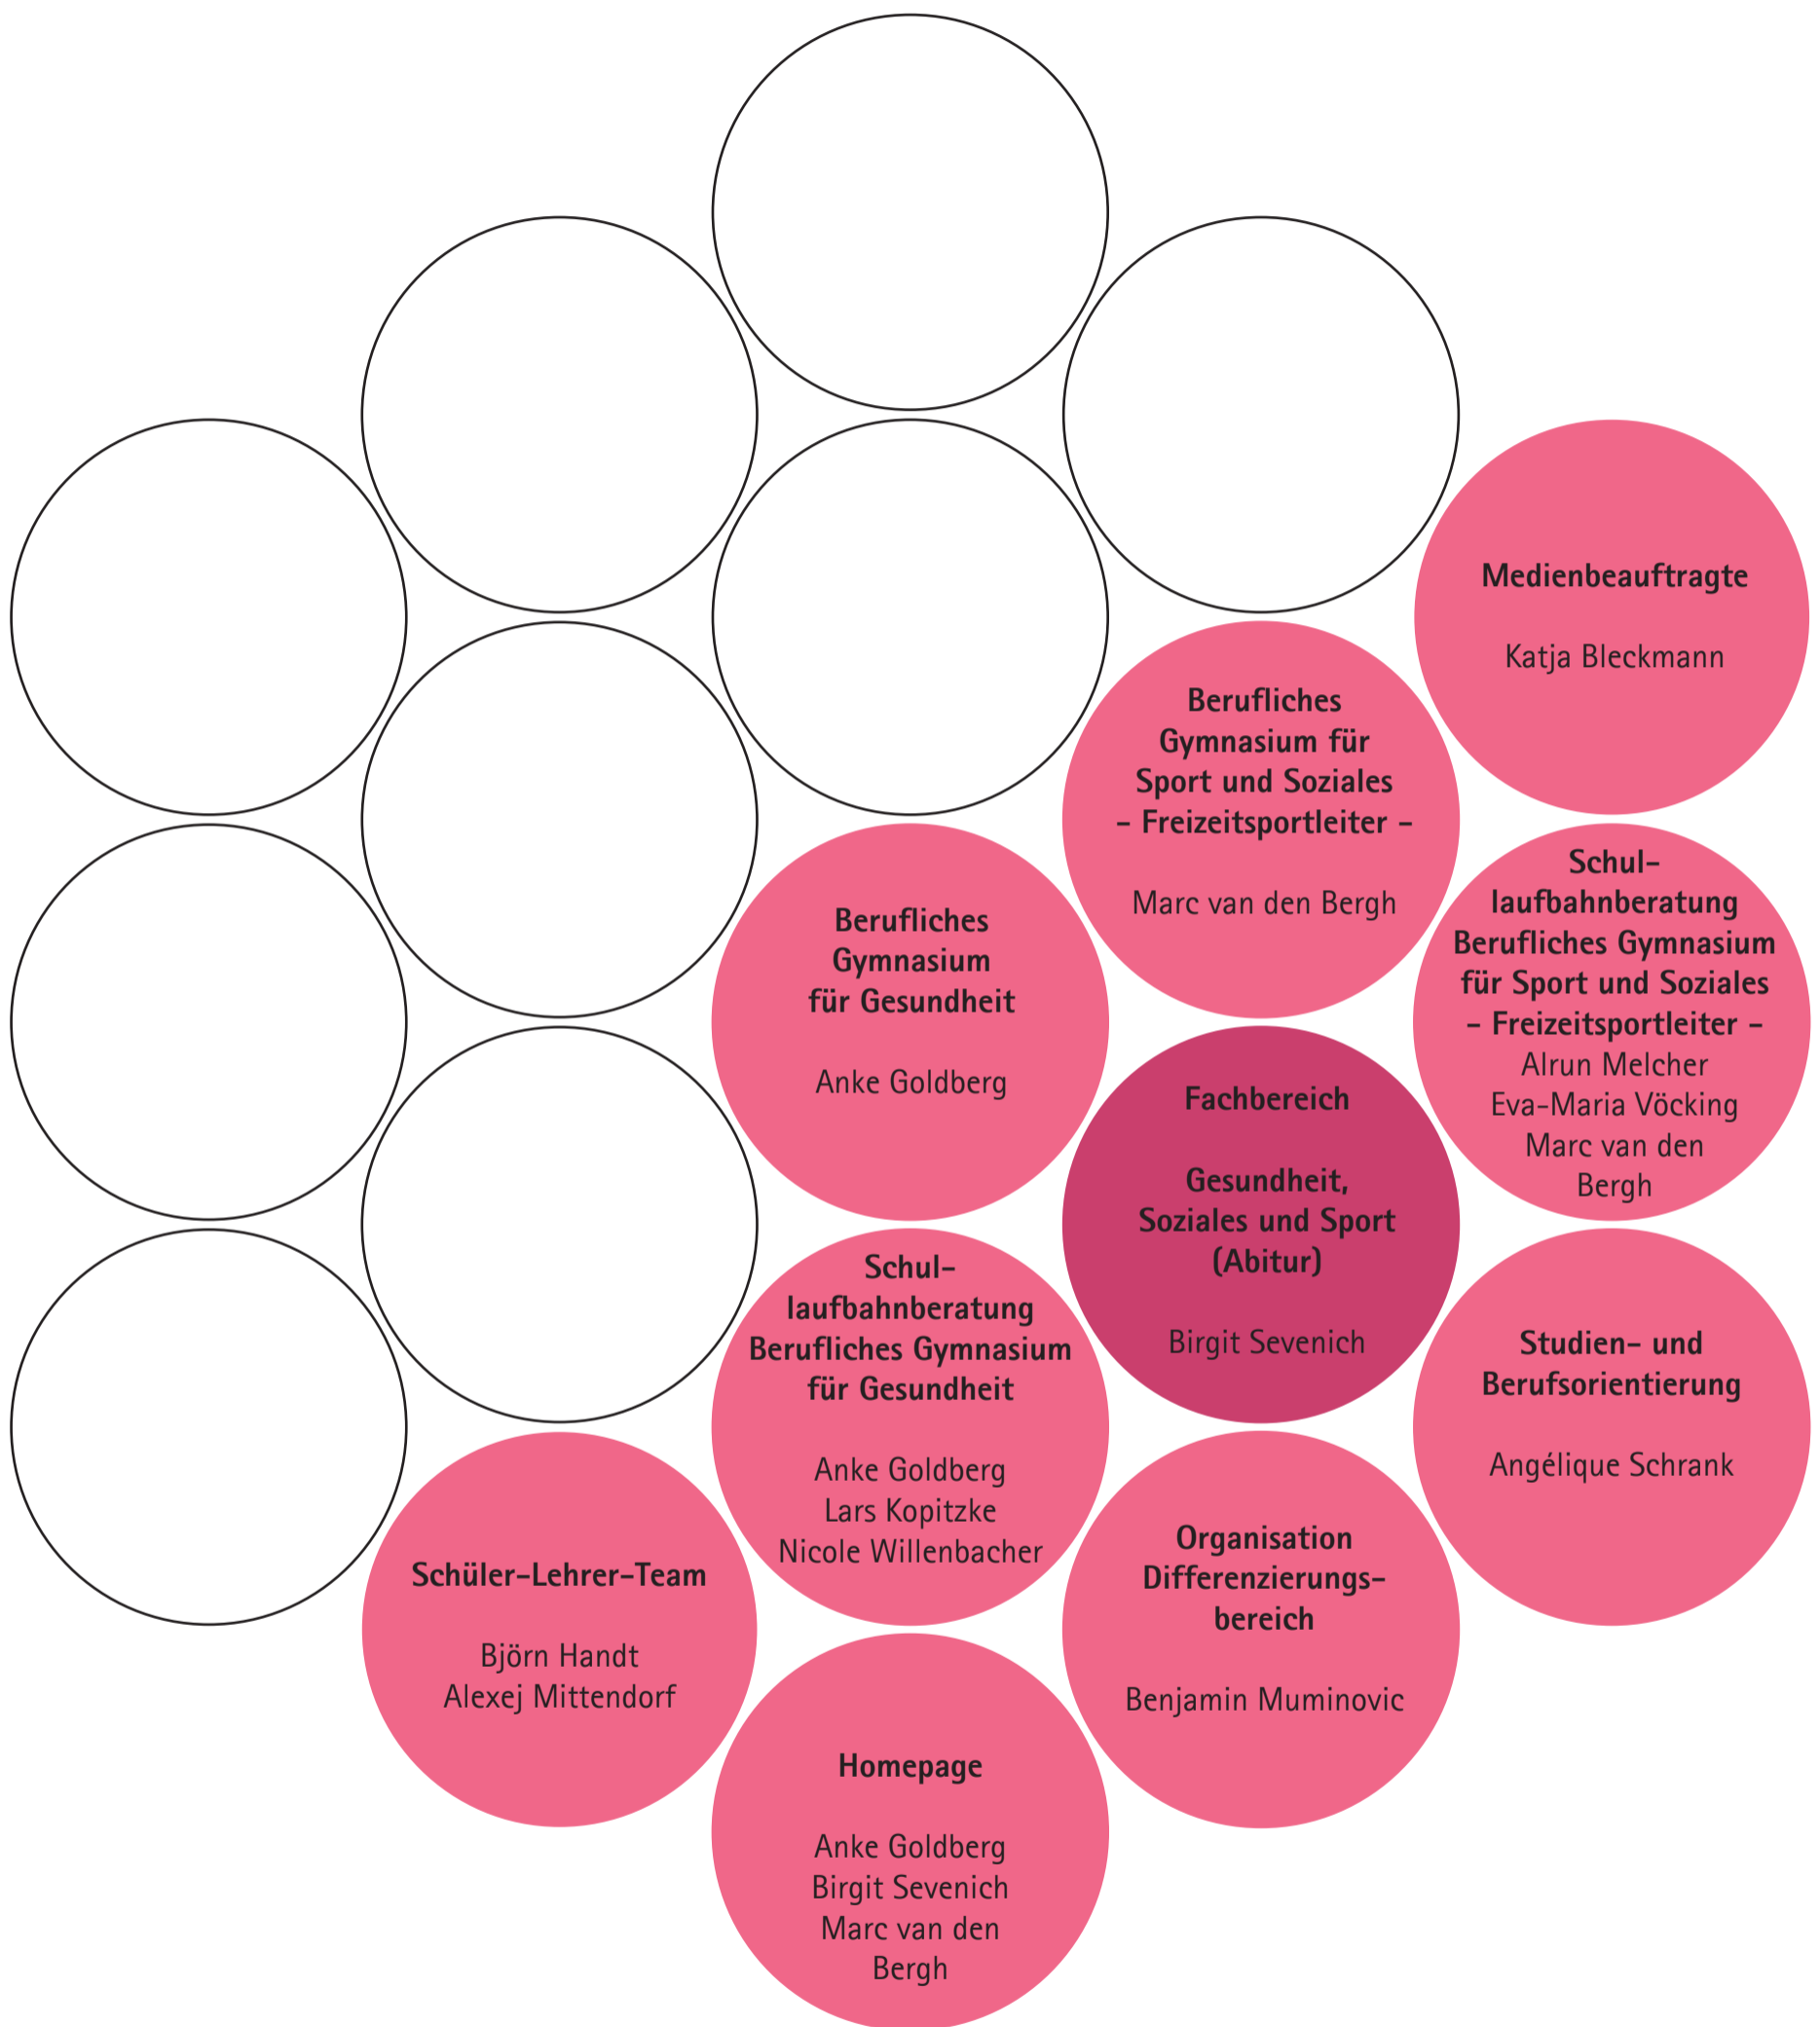 Medienbeauftragte
Katja Bleckmann
Berufliches
Gymnasium für
Sport und Soziales
– Freizeitsportleiter –
Marc van den Bergh
Schul-
laufbahnberatung
Berufliches Gymnasium
für Sport und Soziales
– Freizeitsportleiter –
Alrun Melcher
Eva-Maria Vöcking
Marc van den
Bergh
Berufliches
Gymnasium
für Gesundheit
Anke Goldberg
Fachbereich
Gesundheit,
Soziales und Sport
(Abitur)
Birgit Sevenich
Schul-
laufbahnberatung
Berufliches Gymnasium
für Gesundheit
Anke Goldberg
Lars Kopitzke
Nicole Willenbacher
Studien- und
Berufsorientierung
Angélique Schrank
Schüler-Lehrer-Team
Björn Handt
Alexej Mittendorf
Organisation
Differenzierungs-
bereich
Benjamin Muminovic
Homepage
Anke Goldberg
Birgit Sevenich
Marc van den
Bergh